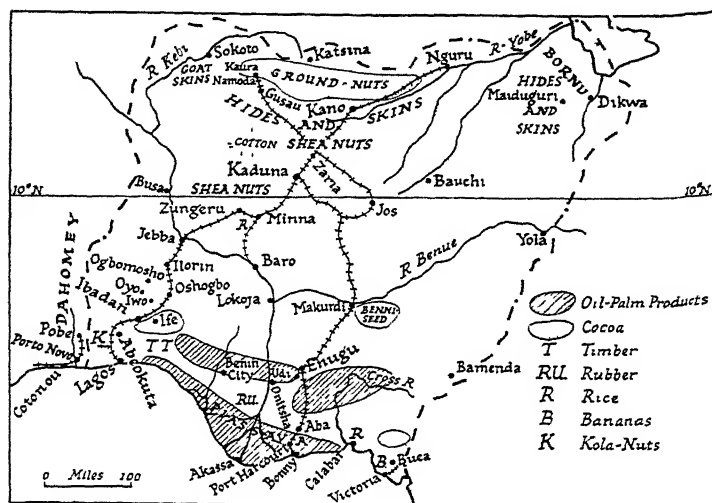 R. Kebi
Sokoto
Katsina
Nguru
R. Yobe
BORNU
GOAT
SKINS
Kaura
Namoda
GROUND-NUTS
Gusau
Kano
HIDES
AND
SKINS
HIDES
Maiduguri
AND
SKINS
Dikwa
COTTON
SHEA NUTS
Zaria
Kaduna
10°N
Busa
SHEA NUTS
Bauchi
10°N
Zungeru
R
Minna
Jos
Jebba
Yola
R Benue
Ilorin
Baro
Ogbomosho
Oyo
Iwo
Oshogbo
Ibadan
Lokoja
Makurdi
BENNI-
SEED
DAHOMEY
Ife
Pobe
Porto Novo
K
Abeokuta
T T
Cotonou
Lagos
Benin
City
Udi
Enugu
Onitsha
Cross R
Bamenda
RU.
Aba
R
Akassa
Port Harcourt
Bonny
Calabar
B
Buea
Victoria
Oil-Palm Products
Cocoa
T Timber
RU. Rubber
R Rice
B Bananas
K Kola-Nuts
0 Miles 100